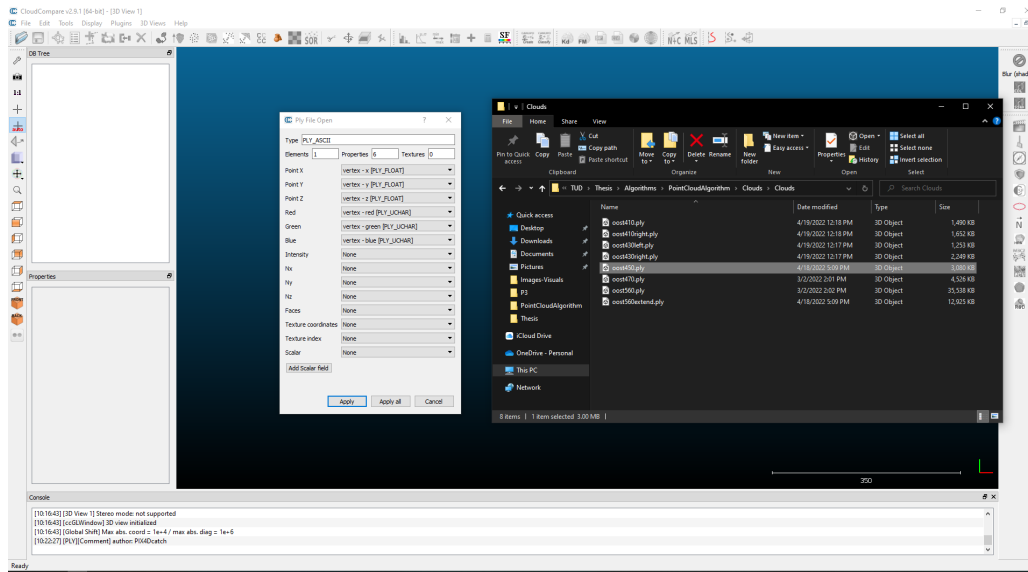 CloudCompare v2.9.1 [64-bit] - [3D View 1]
File Edit Tools Display Plugins 3D Views Help
SOR
SF
Kd
FM
N+C
MLS
DB Tree
Properties
1:1
auto
FRONT
BACK
Ply File Open ?
Type PLY_ASCII
Elements 1 Properties 6 Textures 0
Point X vertex - x [PLY_FLOAT]
Point Y vertex - y [PLY_FLOAT]
Point Z vertex - z [PLY_FLOAT]
Red vertex - red [PLY_UCHAR]
Green vertex - green [PLY_UCHAR]
Blue vertex - blue [PLY_UCHAR]
Intensity None
Nx None
Ny None
Nz None
Faces None
Texture coordinates None
Texture index None
Scalar None
Add Scalar field
Apply Apply all Cancel
Clouds
File Home Share View
Pin to Quick access
Copy
Paste
Cut
Copy path
Paste shortcut
Clipboard
Move to
Copy to
Delete
Rename
Organize
New folder
New item
Easy access
New
Properties
Open
Edit
History
Open
Select all
Select none
Invert selection
Select
« TUD › Thesis › Algorithms › PointCloudAlgorithm › Clouds › Clouds
Search Clouds
Quick access
Desktop
Downloads
Documents
Pictures
Images-Visuals
P3
PointCloudAlgorithm
Thesis
iCloud Drive
OneDrive - Personal
This PC
Network
Name Date modified Type Size
oost410.ply 4/19/2022 12:18 PM 3D Object 1,490 KB
oost410right.ply 4/19/2022 12:18 PM 3D Object 1,652 KB
oost430left.ply 4/19/2022 12:17 PM 3D Object 1,253 KB
oost430right.ply 4/19/2022 12:17 PM 3D Object 2,249 KB
oost450.ply 4/18/2022 5:09 PM 3D Object 3,080 KB
oost470.ply 3/2/2022 2:01 PM 3D Object 4,526 KB
oost560.ply 3/2/2022 2:02 PM 3D Object 35,538 KB
oost560extend.ply 4/18/2022 5:09 PM 3D Object 12,925 KB
8 items 1 item selected 3.00 MB
Blur (shad
N
350
Console
[10:16:43] [3D View 1] Stereo mode: not supported
[10:16:43] [ccGLWindow] 3D view initialized
[10:16:43] [Global Shift] Max abs. coord = 1e+4 / max abs. diag = 1e+6
[10:22:27] [PLY][Comment] author: PIX4Dcatch
Ready